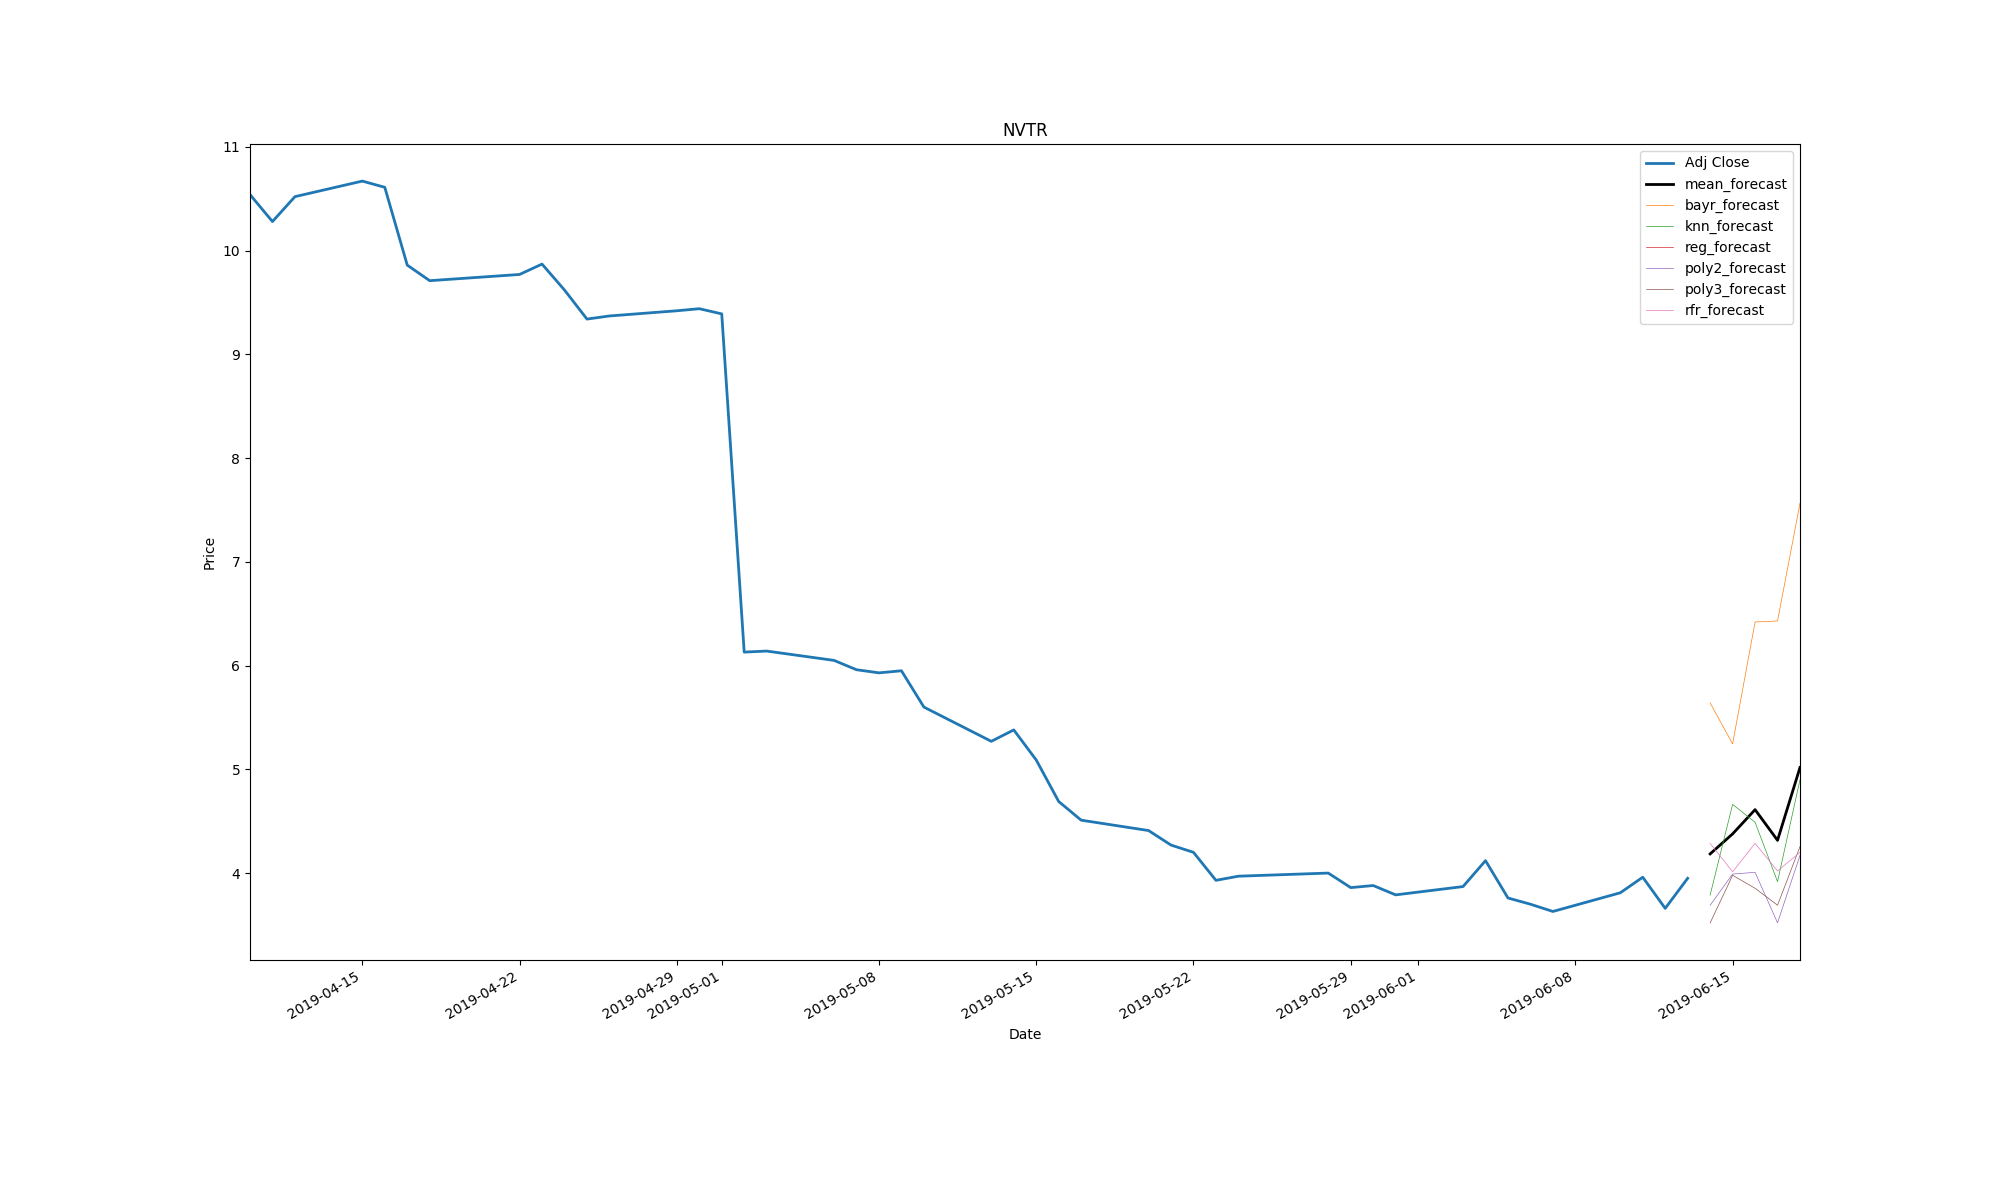 NVTR
11
10
9
8
7
6
5
4
Price
Adj Close
mean_forecast
bayr_forecast
knn_forecast
reg_forecast
poly2_forecast
poly3_forecast
rfr_forecast
2019-04-15
2019-04-22
2019-04-29
2019-05-01
2019-05-08
2019-05-15
2019-05-22
2019-05-29
2019-06-01
2019-06-08
2019-06-15
Date